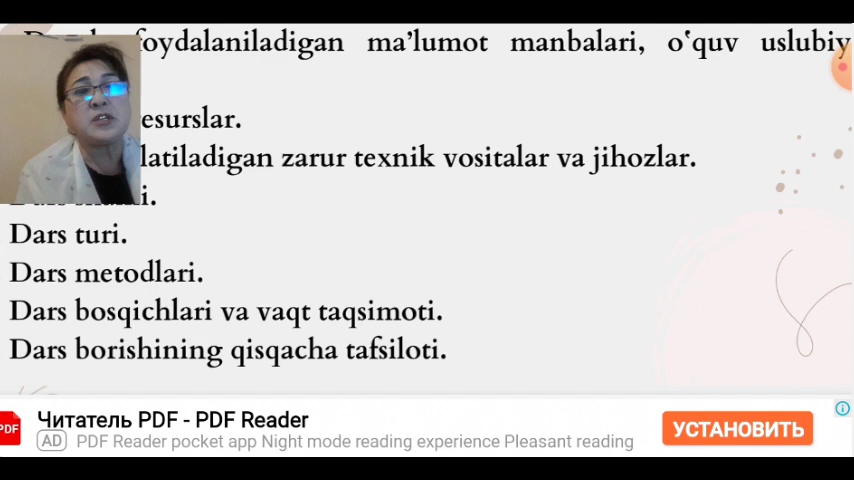 foydalaniladigan ma’lumot manbalari, o‘quv uslubiy
esurslar.
latiladigan zarur texnik vositalar va jihozlar.
Dars turi.
Dars metodlari.
Dars bosqichlari va vaqt taqsimoti.
Dars borishining qisqacha tafsiloti.
PDF
Читатель PDF - PDF Reader
AD PDF Reader pocket app Night mode reading experience Pleasant reading
УСТАНОВИТЬ